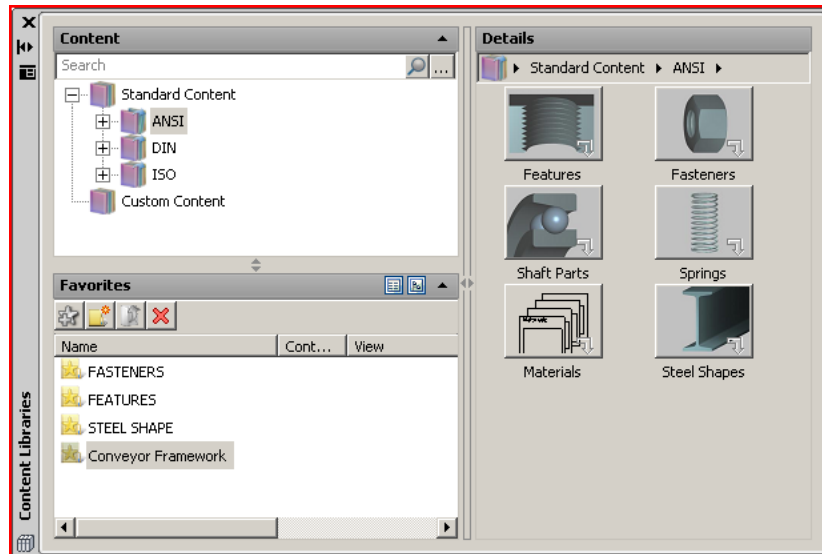 Content
Search
...
Standard Content
ANSI
DIN
ISO
Custom Content
Favorites
Name Cont... View
FASTENERS
FEATURES
STEEL SHAPE
Conveyor Framework
Content Libraries
Details
Standard Content ANSI
Features Fasteners
Shaft Parts Springs
Materials Steel Shapes